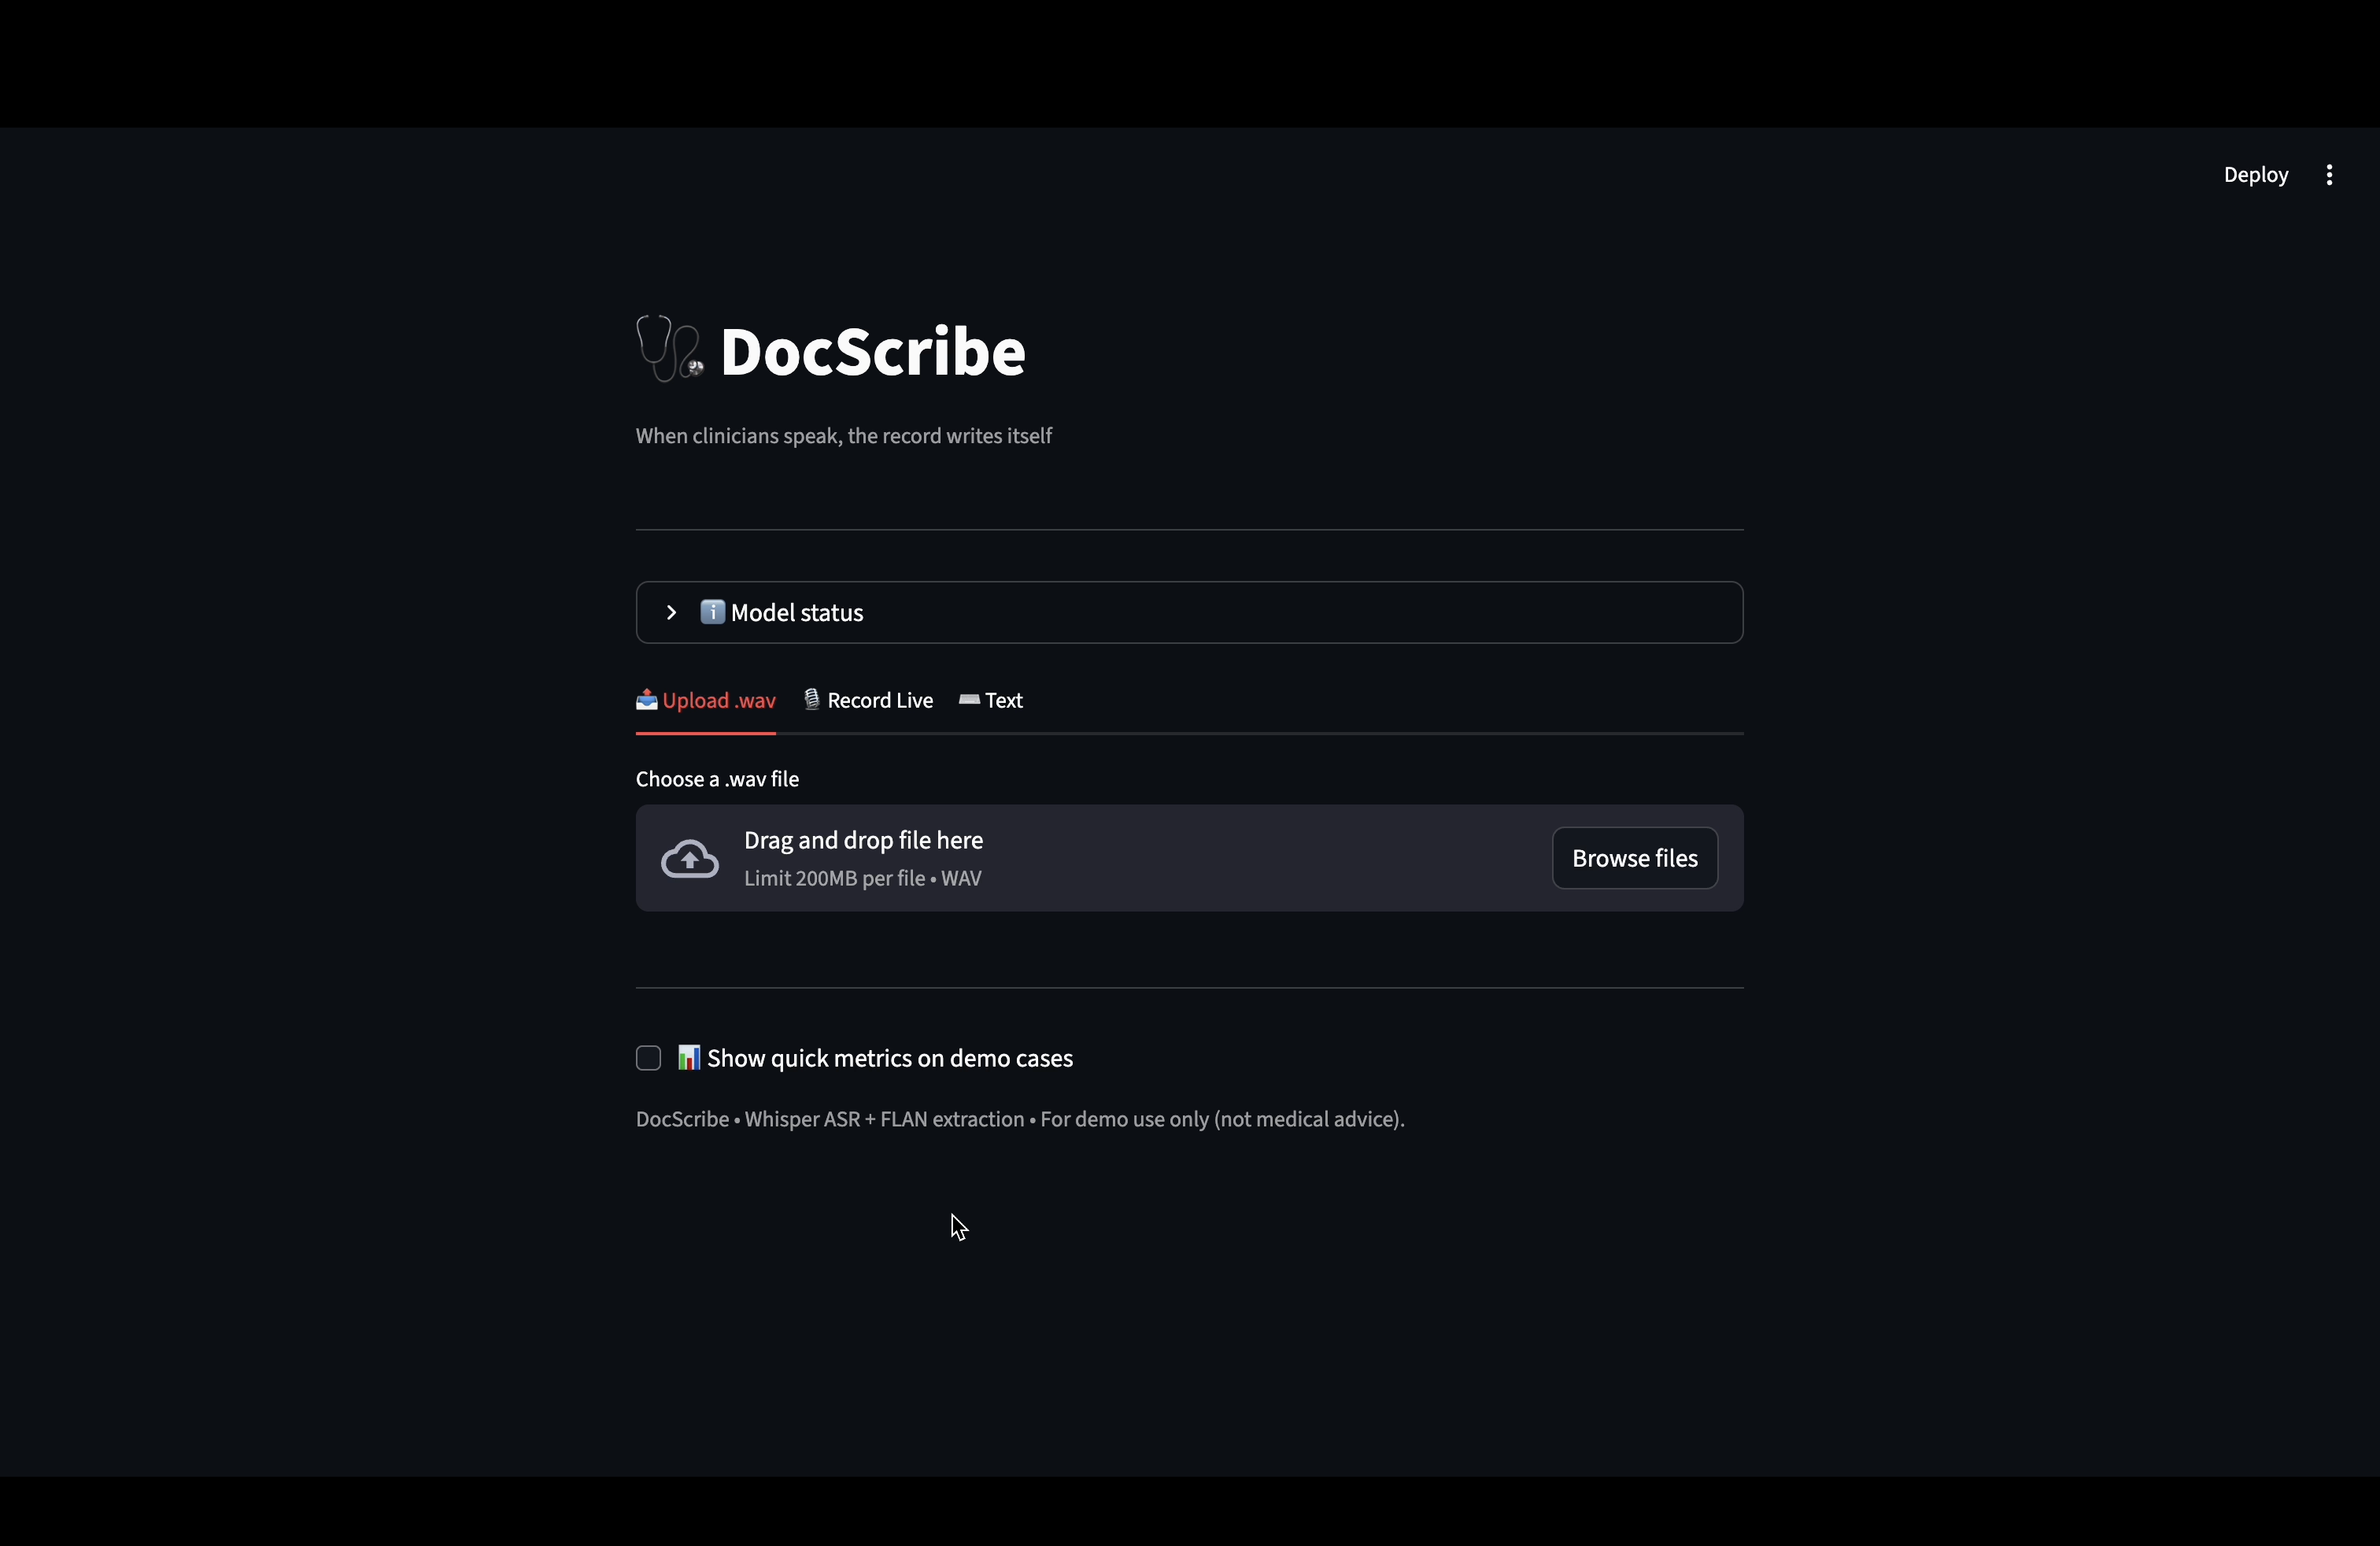 Deploy
DocScribe
When clinicians speak, the record writes itself
Model status
Upload .wav Record Live Text
Choose a .wav file
Drag and drop file here
Limit 200MB per file • WAV
Browse files
Show quick metrics on demo cases
DocScribe • Whisper ASR + FLAN extraction • For demo use only (not medical advice).